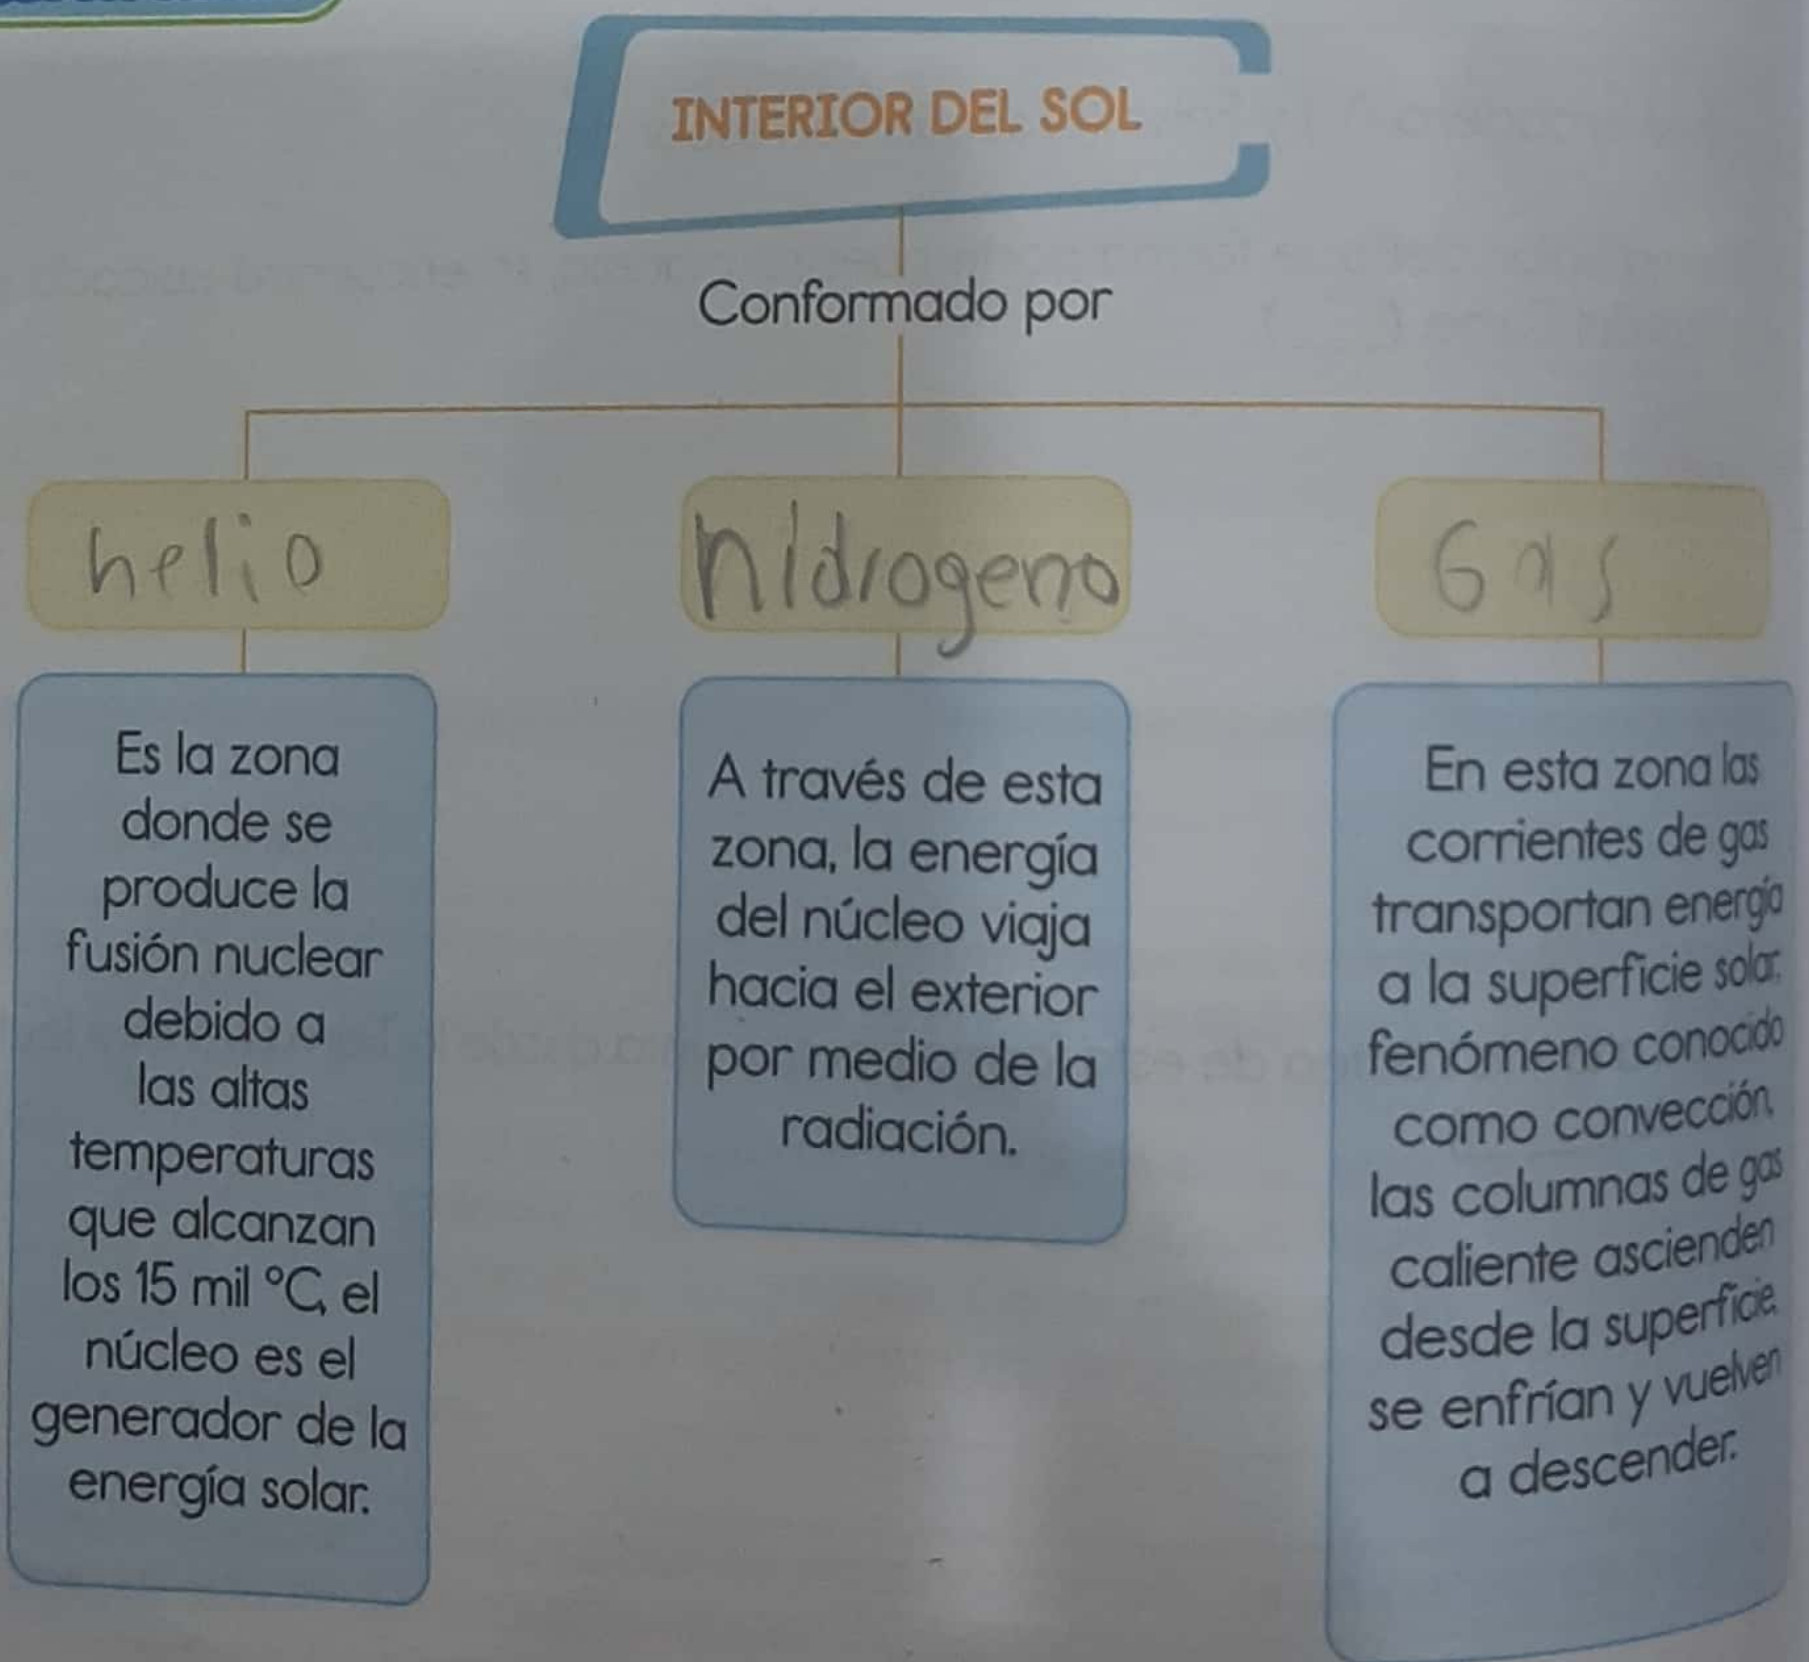 INTERIOR DEL SOL
Conformado por
helio
hidrogeno
Gas
Es la zona
donde se
produce la
fusión nuclear
debido a
las altas
temperaturas
que alcanzan
los 15 mil °C, el
núcleo es el
generador de la
energía solar.
A través de esta
zona, la energía
del núcleo viaja
hacia el exterior
por medio de la
radiación.
En esta zona las
corrientes de gas
transportan energía
a la superficie solar:
fenómeno conocido
como convección,
las columnas de gas
caliente ascienden
desde la superficie,
se enfrían y vuelven
a descender.